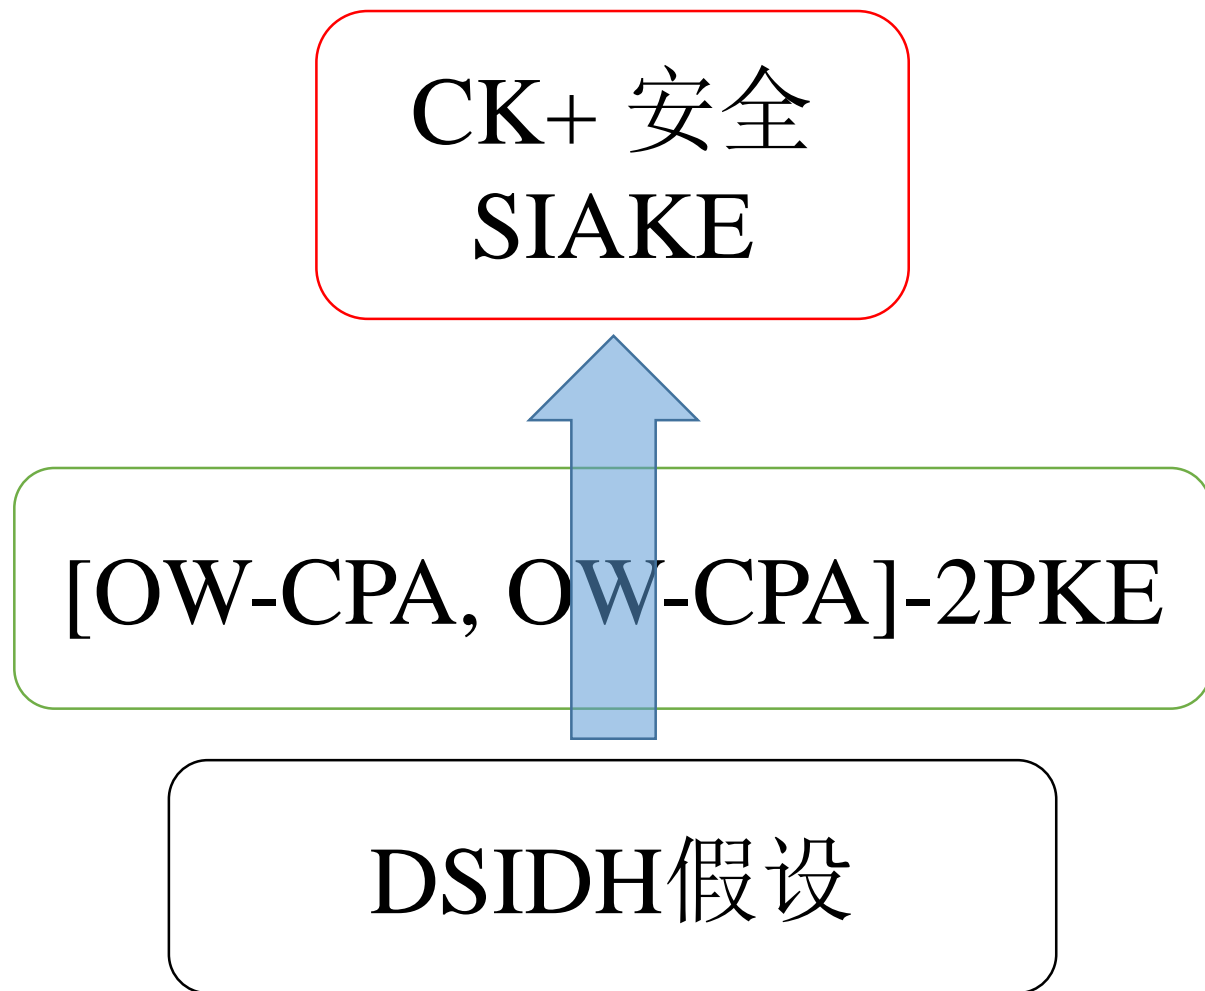 CK+ 安全
SIAKE
[OW-CPA, OW-CPA]-2PKE
DSIDH假设